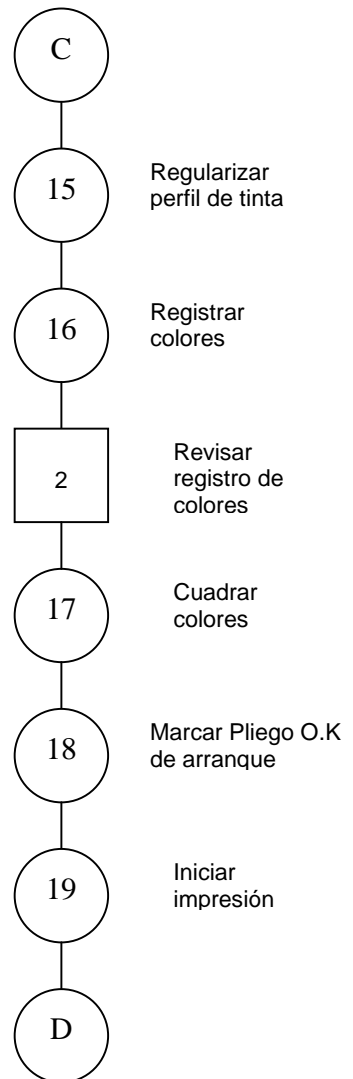 C
15
Regularizar
perfil de tinta
16
Registrar
colores
2
Revisar
registro de
colores
17
Cuadrar
colores
18
Marcar Pliego O.K
de arranque
19
Iniciar
impresión
D